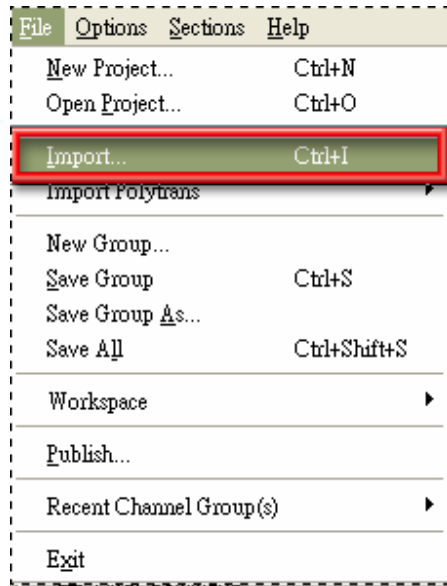 File Options Sections Help
New Project... Ctrl+N
Open Project... Ctrl+O
Import... Ctrl+I
Import Polytrans
New Group...
Save Group Ctrl+S
Save Group As...
Save All Ctrl+Shift+S
Workspace
Publish...
Recent Channel Group(s)
Exit